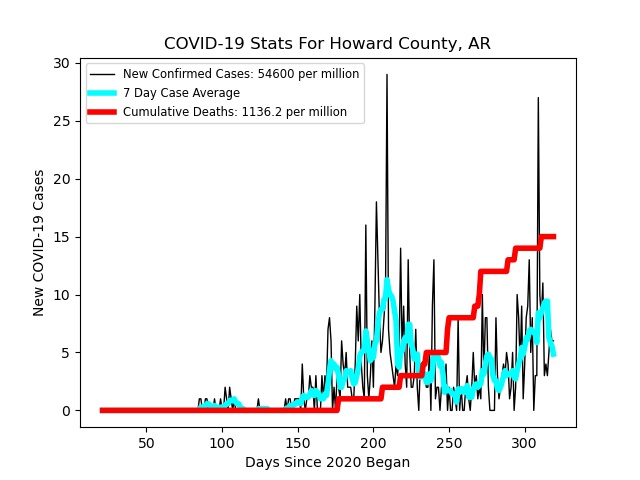 COVID-19 Stats For Howard County, AR
New Confirmed Cases: 54600 per million
7 Day Case Average
Cumulative Deaths: 1136.2 per million
New COVID-19 Cases
30
25
20
15
10
5
0
50
100
150
200
250
300
Days Since 2020 Began